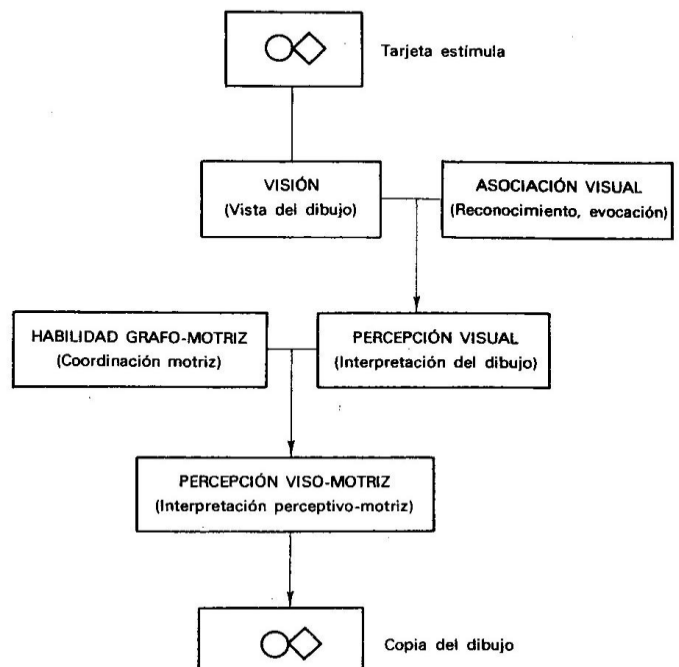 Tarjeta estímula
VISIÓN
(Vista del dibujo)
ASOCIACIÓN VISUAL
(Reconocimiento, evocación)
HABILIDAD GRAFO-MOTRIZ
(Coordinación motriz)
PERCEPCIÓN VISUAL
(Interpretación del dibujo)
PERCEPCIÓN VISO-MOTRIZ
(Interpretación perceptivo-motriz)
Copia del dibujo